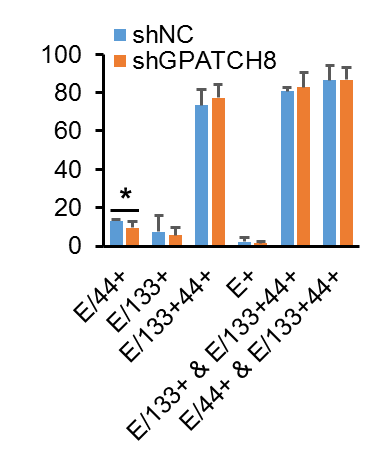 shNC
shGPATCH8
100
80
60
40
20
0
*
E/44+
E/133+
E/133+44+
E+
E/133+ & E/133+44+
E/44+ & E/133+44+